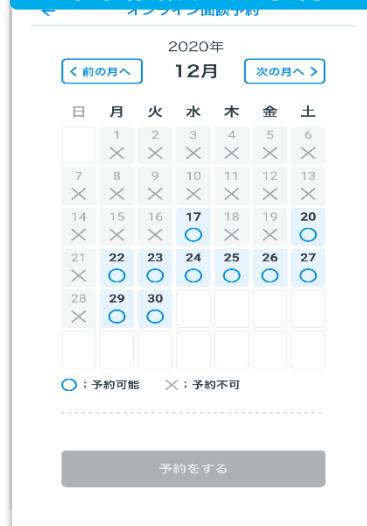 オンライン面談予約
2020年
< 前の月へ 12月 次の月へ >
日 月 火 水 木 金 土
1 2 3 4 5 6
× × × × × ×
7 8 9 10 11 12 13
× × × × × × ×
14 15 16 17 18 19 20
× × × ○ × × ○
21 22 23 24 25 26 27
× ○ ○ ○ ○ ○ ○
28 29 30
× ○ ○
○：予約可能 ×：予約不可
予約をする